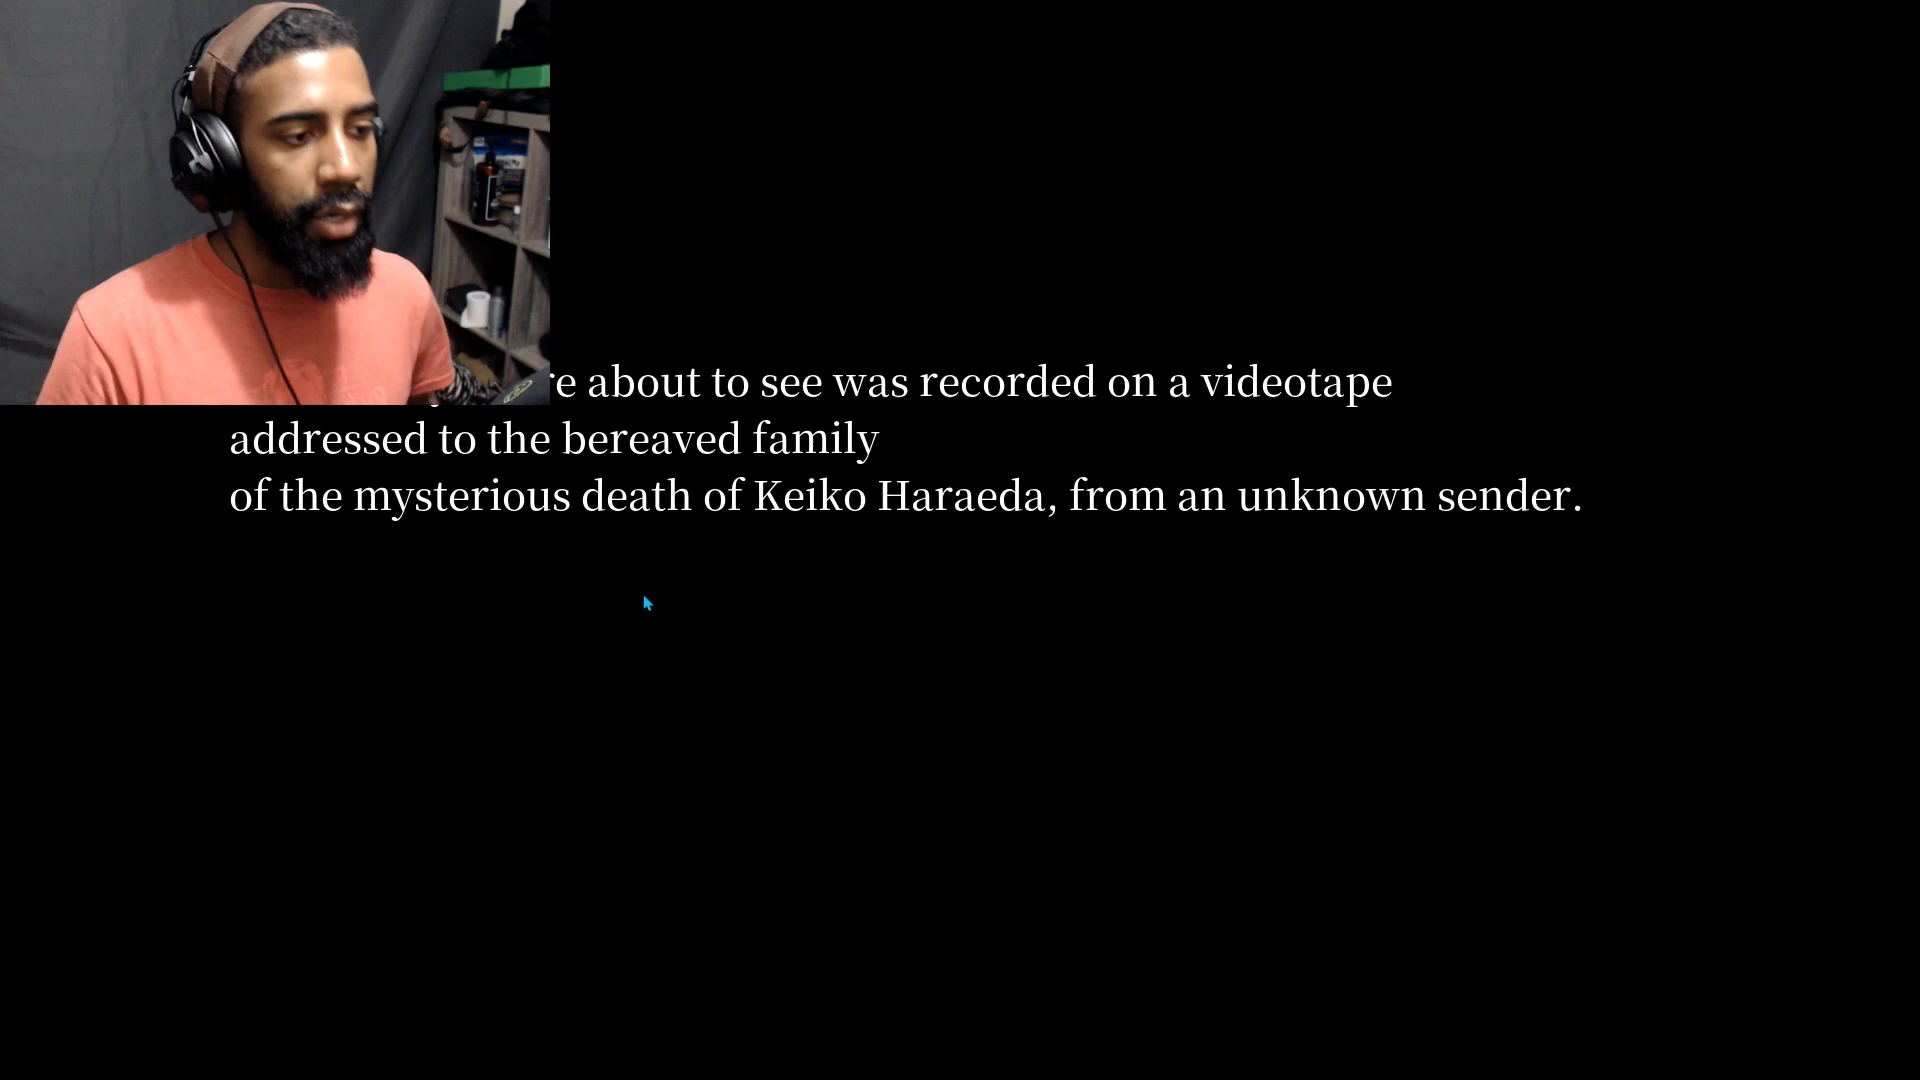 about to see was recorded on a videotape
addressed to the bereaved family
of the mysterious death of Keiko Haraeda, from an unknown sender.